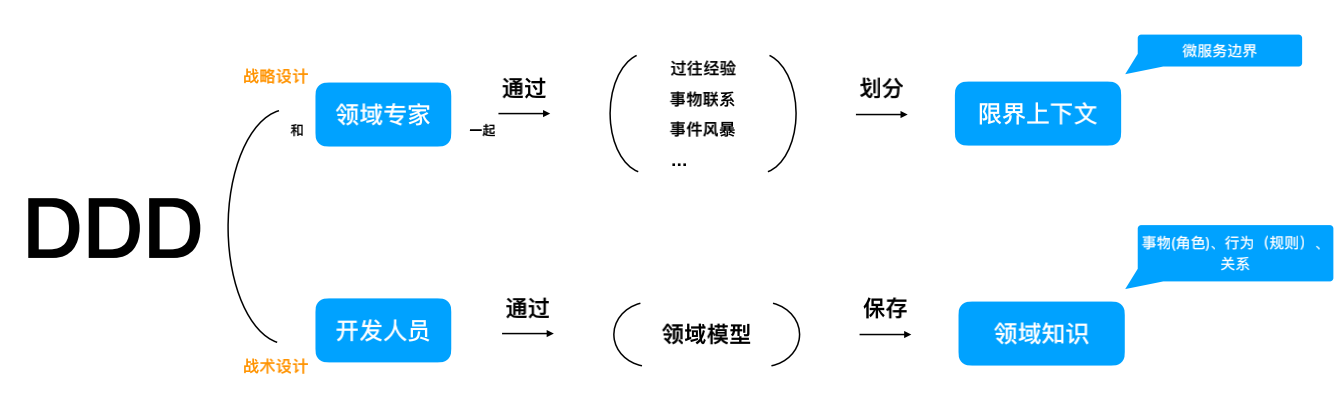 DDD
战略设计
和
领域专家
一起
通过
过往经验
事物联系
事件风暴
...
划分
限界上下文
微服务边界
战术设计
开发人员
通过
领域模型
保存
领域知识
事物(角色)、行为（规则）、
关系